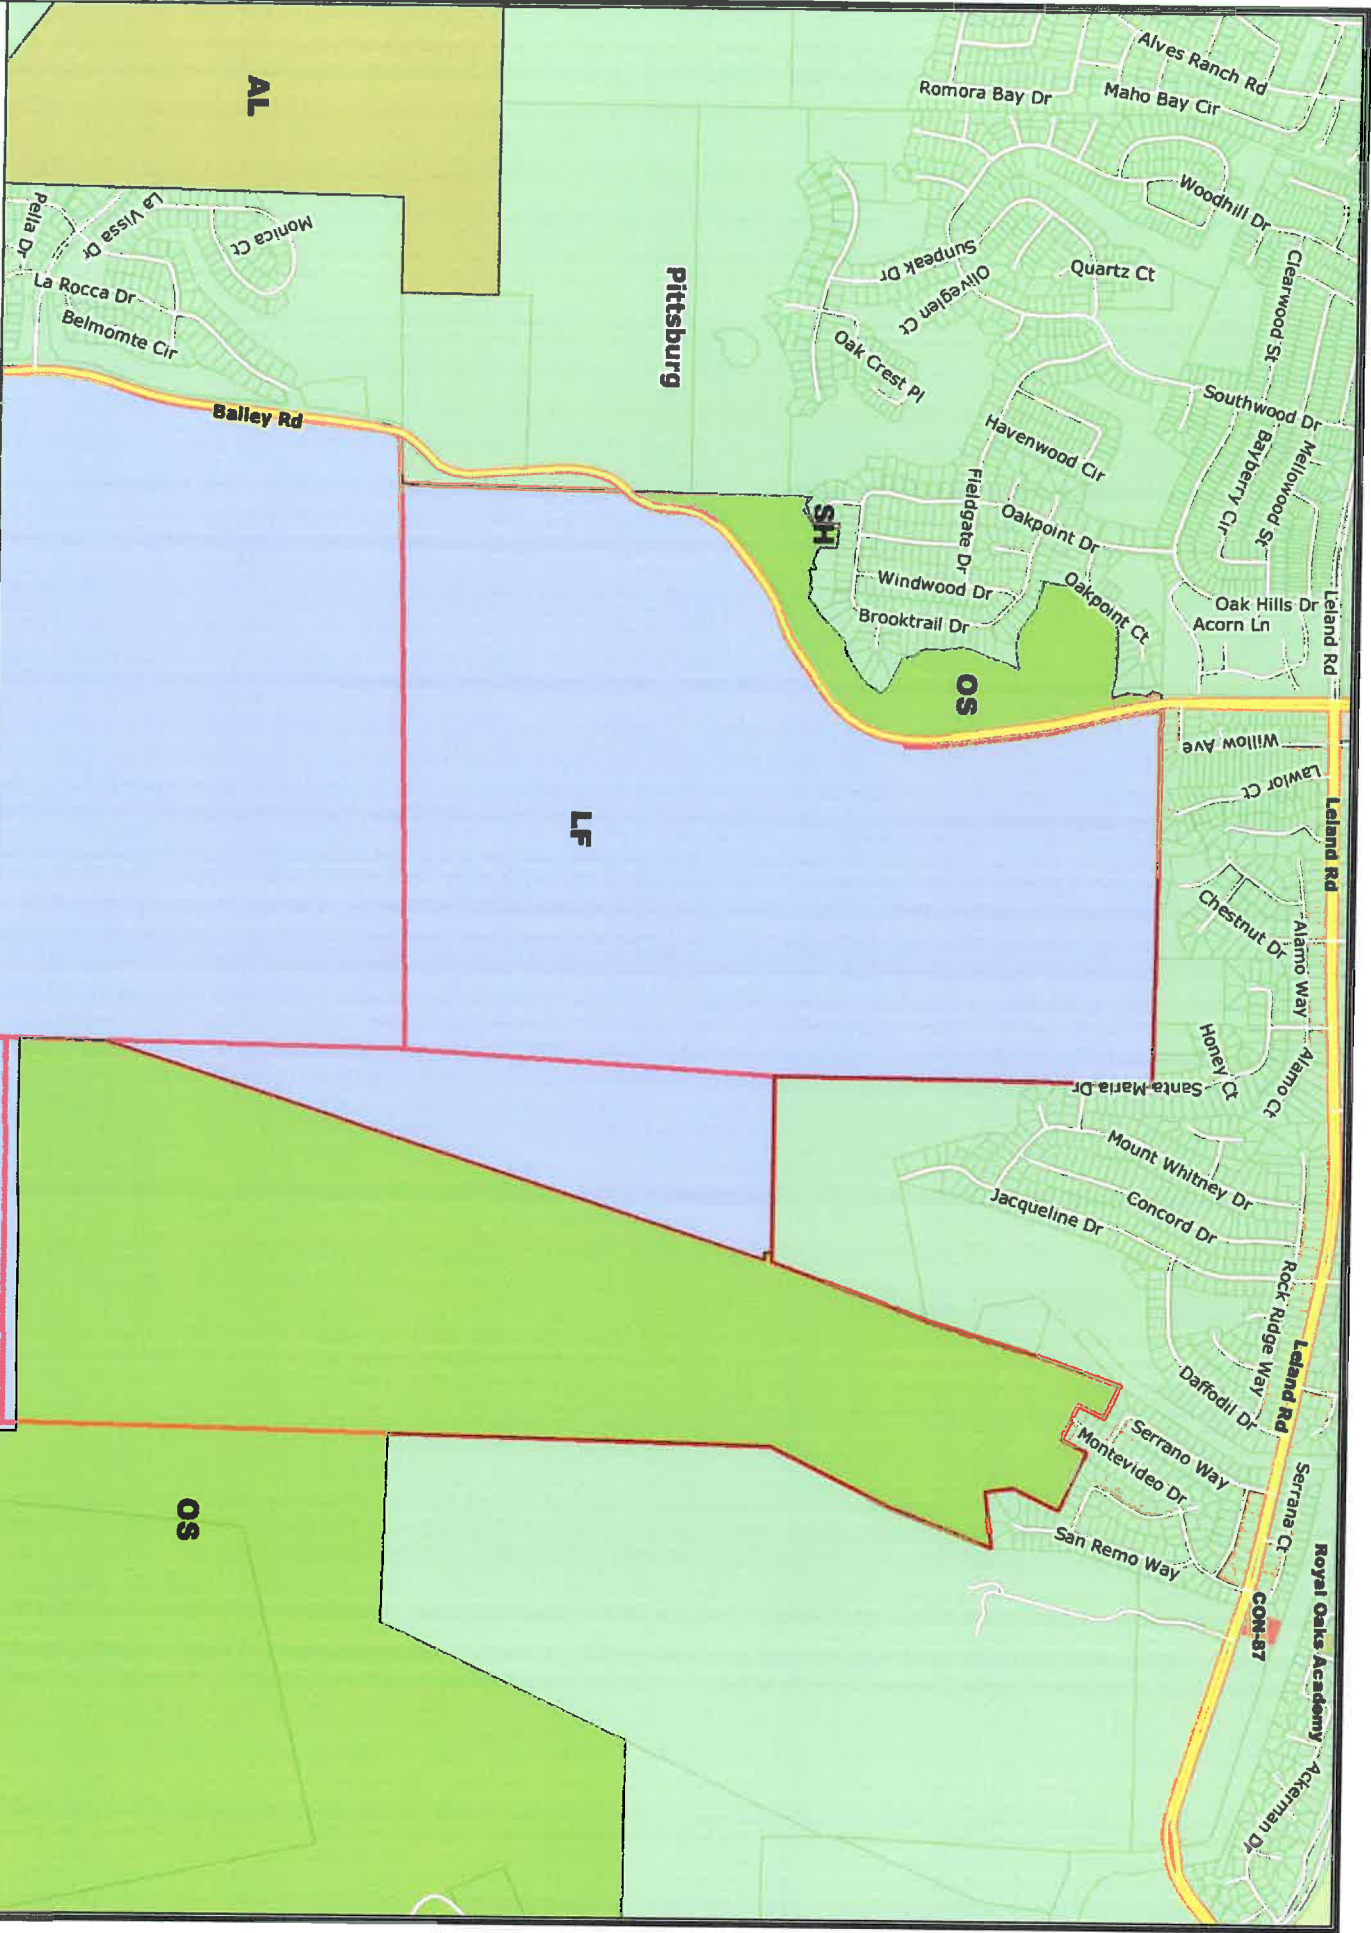 Leland Rd
Leland Rd
Leland Rd
Royal Oaks Academy
Ackerman Dr
Serrana Ct
CON-87
Alves Ranch Rd
Maho Bay Cir
Romora Bay Dr
Woodhill Dr
Clearwood St
Quartz Ct
Sunpeak Dr
Oliveglen Ct
Oak Crest Pl
Southwood Dr
Mellowood St
Bayberry Cir
Havenwood Cir
Fieldgate Dr
Oakpoint Dr
Oakpoint Ct
Windwood Dr
Brooktrail Dr
Oak Hills Dr
Acorn Ln
Willow Ave
Lawlor Ct
Chestnut Dr
Alamo Way
Alamo Ct
Honey Ct
Santa Maria Dr
Mount Whitney Dr
Concord Dr
Jacqueline Dr
Rock Ridge Way
Daffodil Dr
Serrano Way
Montevideo Dr
San Remo Way
SH
OS
Pittsburg
LF
AL
Monica Ct
La Vissa Dr
Pella Dr
La Rocca Dr
Belmomte Cir
Bailey Rd
OS